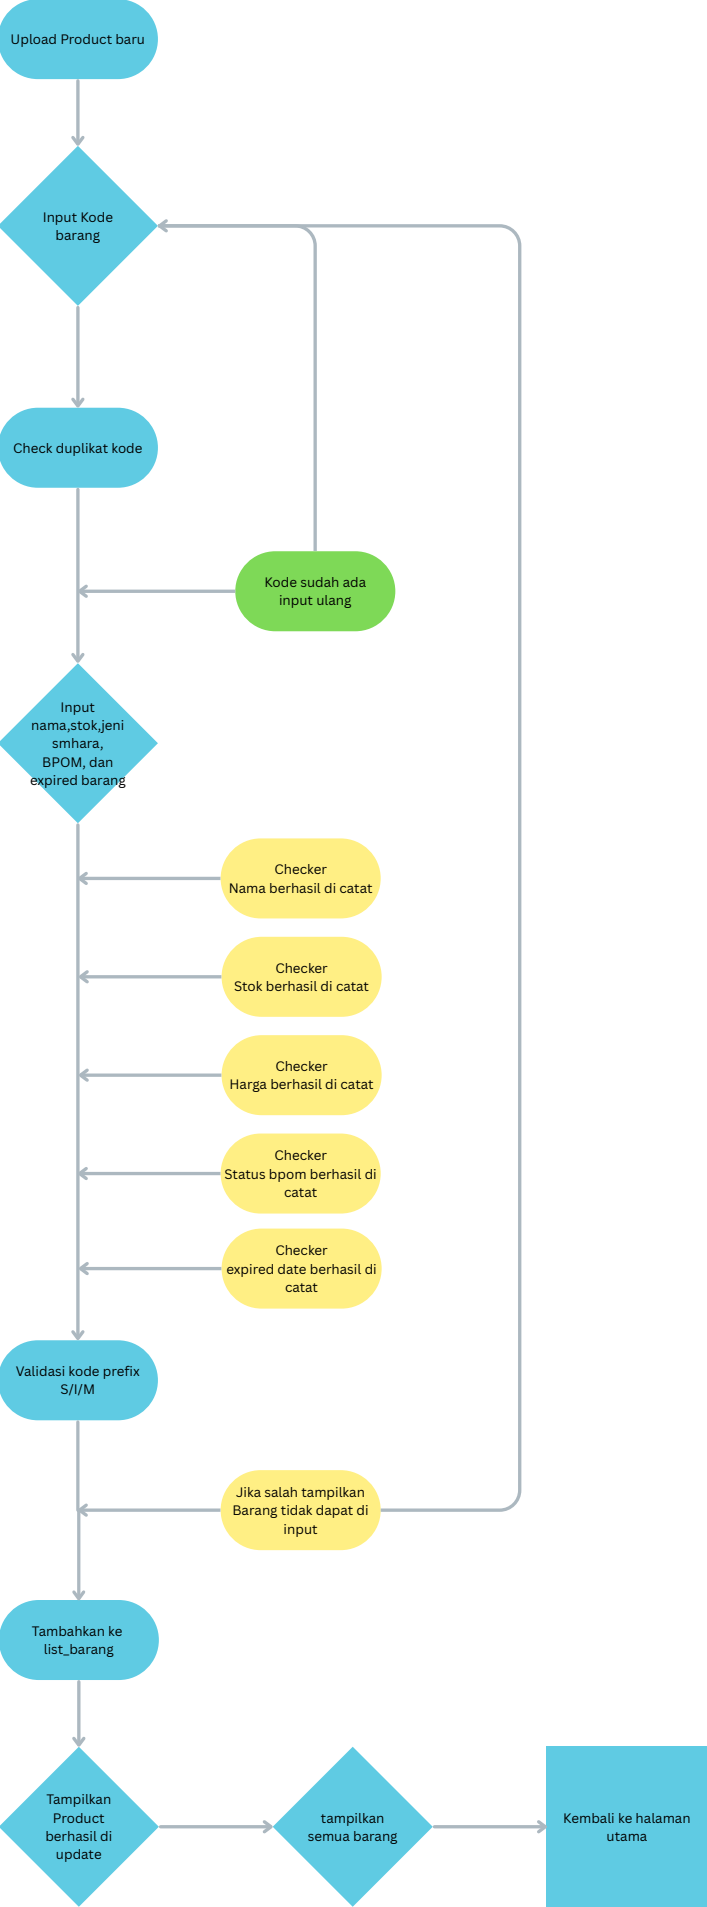 Upload Product baru
Input Kode
barang
Check duplikat kode
Kode sudah ada
input ulang
Input
nama,stok,jeni
smhara,
BPOM, dan
expired barang
Checker
Nama berhasil di catat
Checker
Stok berhasil di catat
Checker
Harga berhasil di catat
Checker
Status bpom berhasil di
catat
Checker
expired date berhasil di
catat
Validasi kode prefix
S/I/M
Jika salah tampilkan
Barang tidak dapat di
input
Tambahkan ke
list_barang
Tampilkan
Product
berhasil di
update
tampilkan
semua barang
Kembali ke halaman
utama